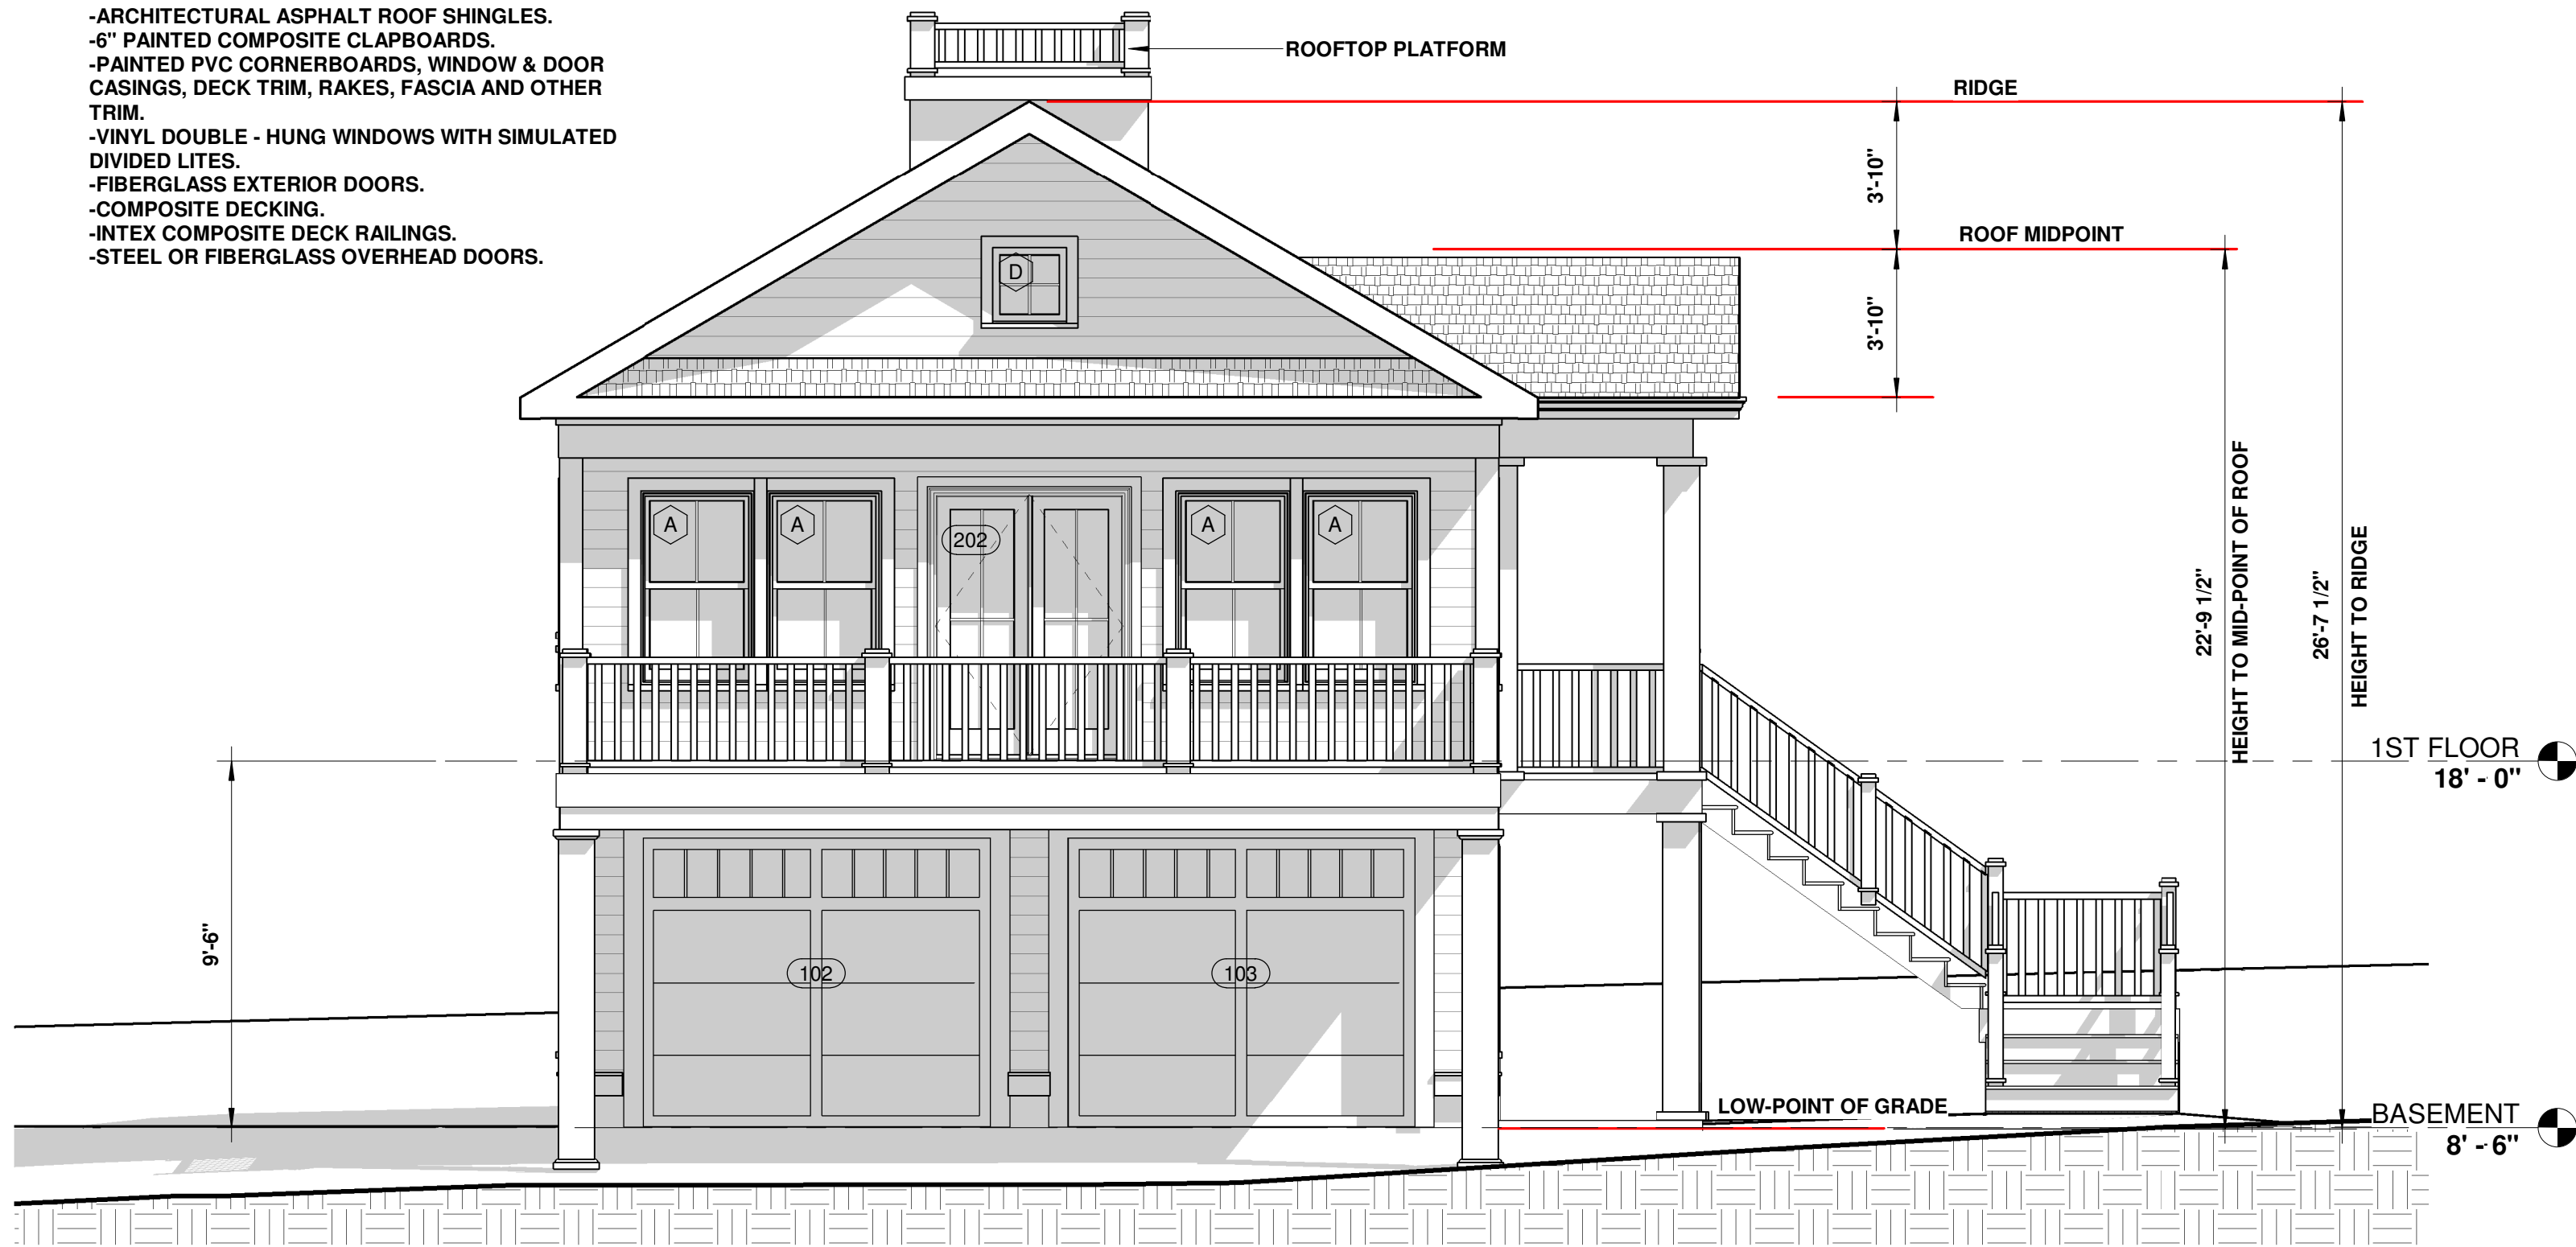 -ARCHITECTURAL ASPHALT ROOF SHINGLES.
-6" PAINTED COMPOSITE CLAPBOARDS.
-PAINTED PVC CORNERBOARDS, WINDOW & DOOR
CASINGS, DECK TRIM, RAKES, FASCIA AND OTHER
TRIM.
-VINYL DOUBLE - HUNG WINDOWS WITH SIMULATED
DIVIDED LITES.
-FIBERGLASS EXTERIOR DOORS.
-COMPOSITE DECKING.
-INTEX COMPOSITE DECK RAILINGS.
-STEEL OR FIBERGLASS OVERHEAD DOORS.
ROOFTOP PLATFORM
RIDGE
3'-10"
ROOF MIDPOINT
3'-10"
D
A
A
202
A
A
22'-9 1/2"
HEIGHT TO MID-POINT OF ROOF
26'-7 1/2"
HEIGHT TO RIDGE
1ST FLOOR
18' - 0"
9'-6"
102
103
LOW-POINT OF GRADE
BASEMENT
8' - 6"